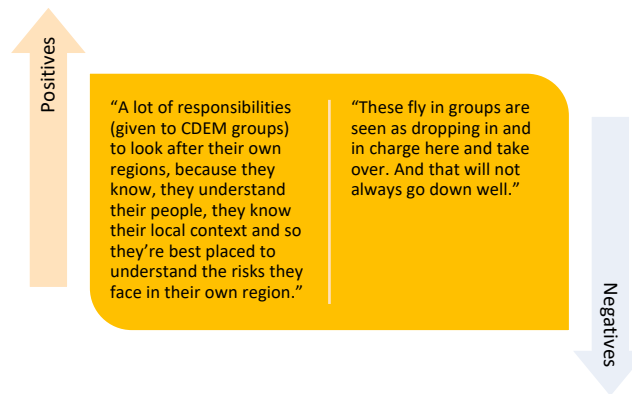 Positives
“A lot of responsibilities
(given to CDEM groups)
to look after their own
regions, because they
know, they understand
their people, they know
their local context and so
they’re best placed to
understand the risks they
face in their own region.”
“These fly in groups are
seen as dropping in and
in charge here and take
over. And that will not
always go down well.”
Negatives